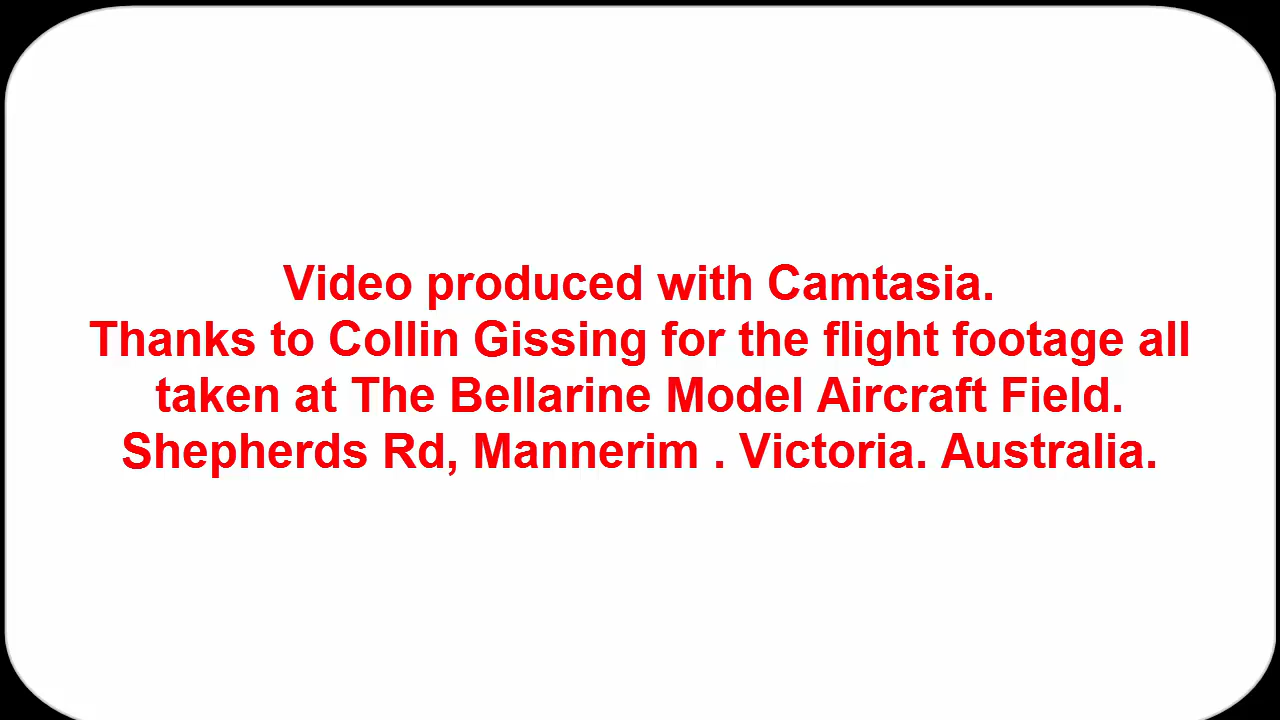 Video produced with Camtasia.
Thanks to Collin Gissing for the flight footage all
taken at The Bellarine Model Aircraft Field.
Shepherds Rd, Mannerim . Victoria. Australia.